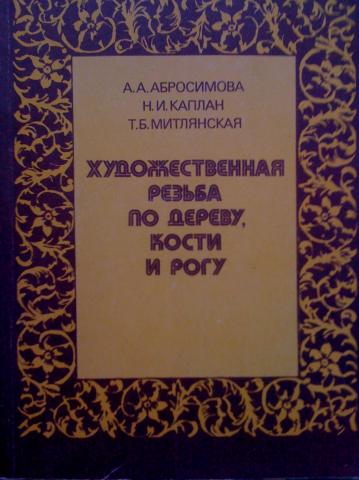 А. А. АБРОСИМОВА
Н. И. КАПЛАН
Т. Б. МИТЛЯНСКАЯ
ХУДОЖЕСТВЕННАЯ
РЕЗЬБА
ПО ДЕРЕВУ,
КОСТИ
И РОГУ